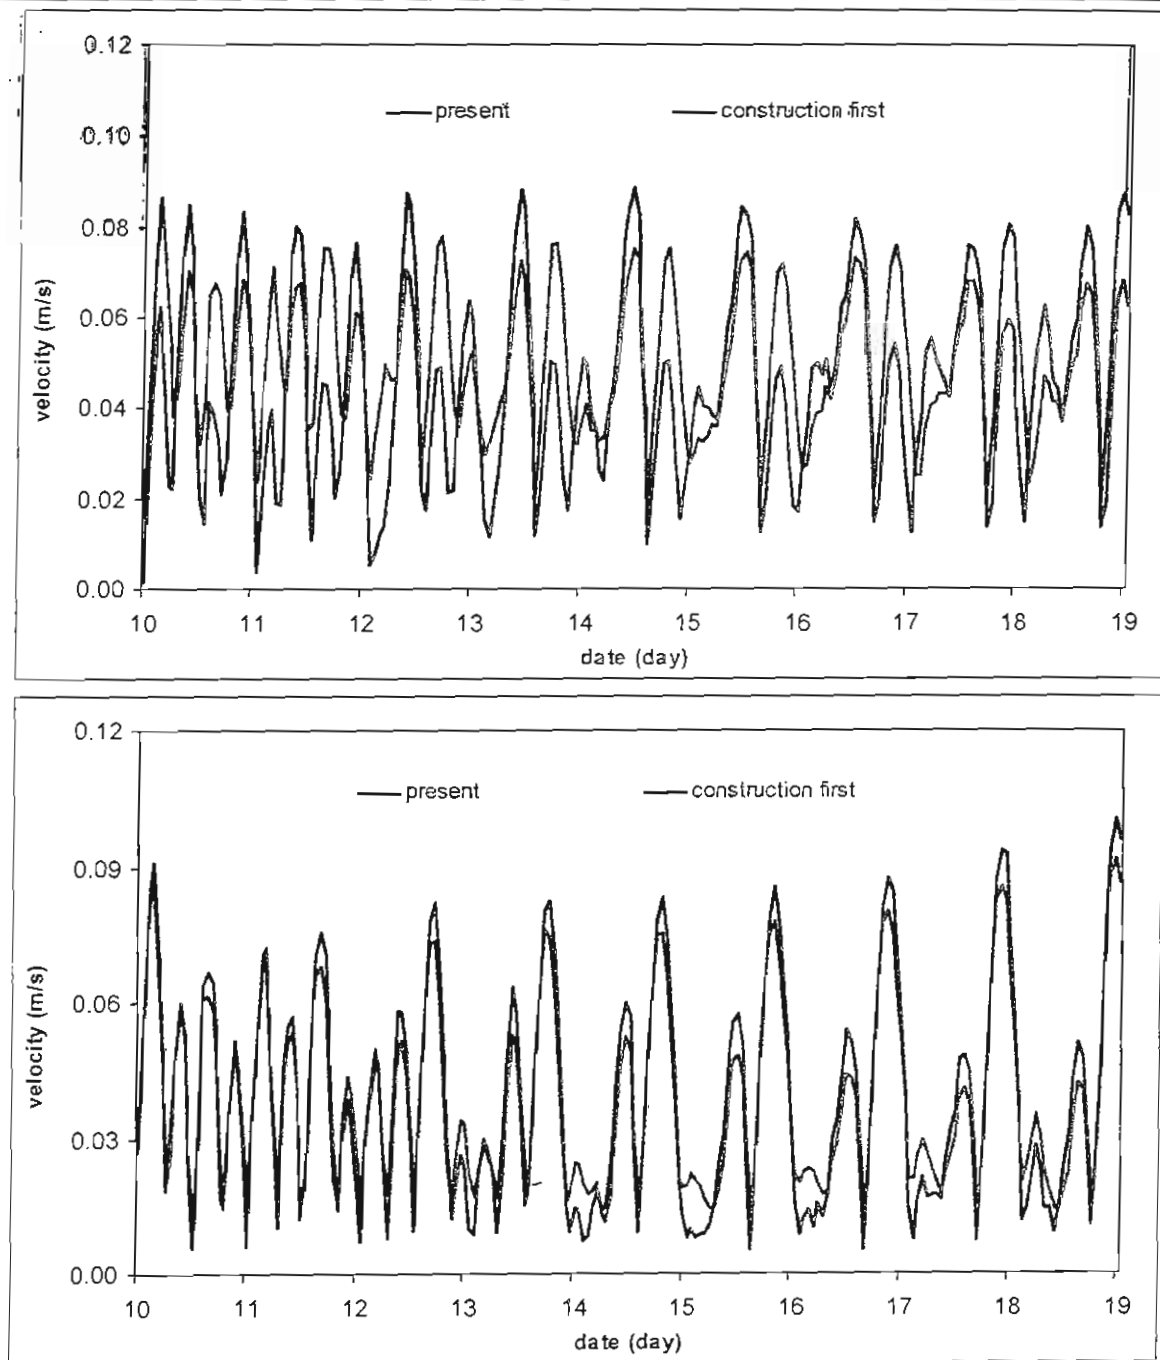 0.12
present construction first
0.10
0.08
0.06
0.04
0.02
0.00
velocity (m/s)
10 11 12 13 14 15 16 17 18 19
date (day)
0.12
present construction first
0.09
0.06
0.03
0.00
velocity (m/s)
10 11 12 13 14 15 16 17 18 19
date (day)